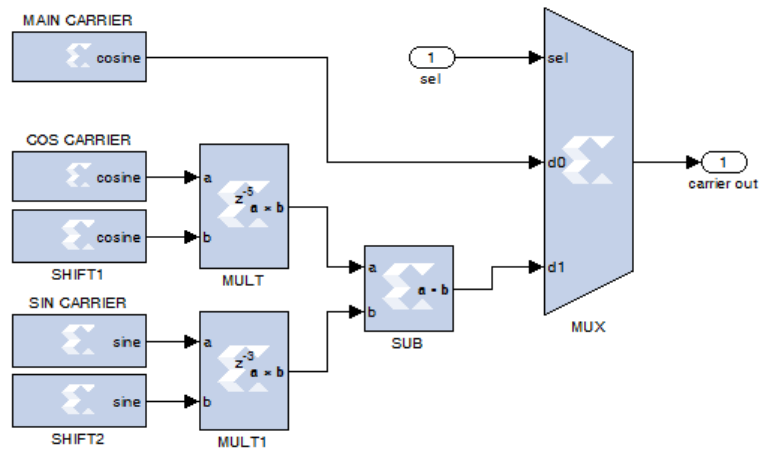 MAIN CARRIER
cosine
1
sel
sel
d0
d1
MUX
1
carrier out
COS CARRIER
cosine
cosine
SHIFT1
a
b
z-5
a × b
MULT
SIN CARRIER
sine
sine
SHIFT2
a
b
z-3
a × b
MULT1
a
b
a - b
SUB